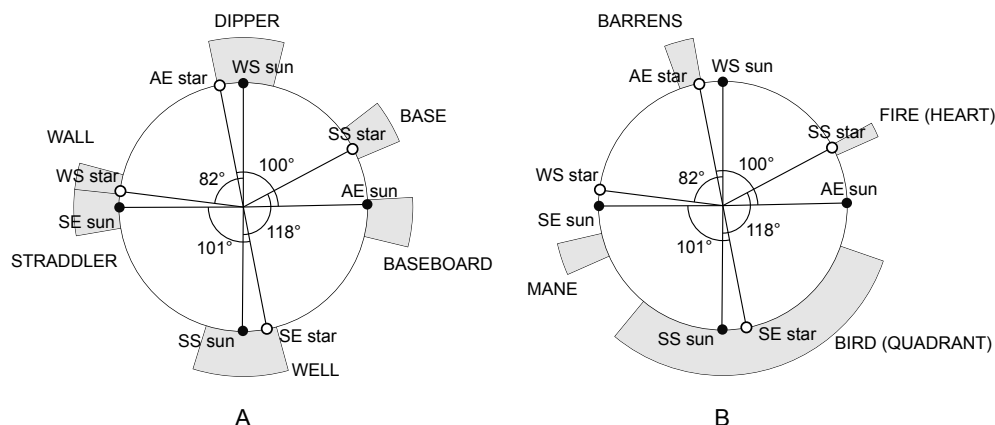 DIPPER
AE star
WS sun
BASE
SS star
WALL
WS star
82°
100°
AE sun
SE sun
101°
118°
STRADDLER
BASEBOARD
SS sun
SE star
WELL
A
BARRENS
AE star
WS sun
FIRE (HEART)
SS star
WS star
82°
100°
AE sun
SE sun
101°
118°
MANE
SS sun
SE star
BIRD (QUADRANT)
B